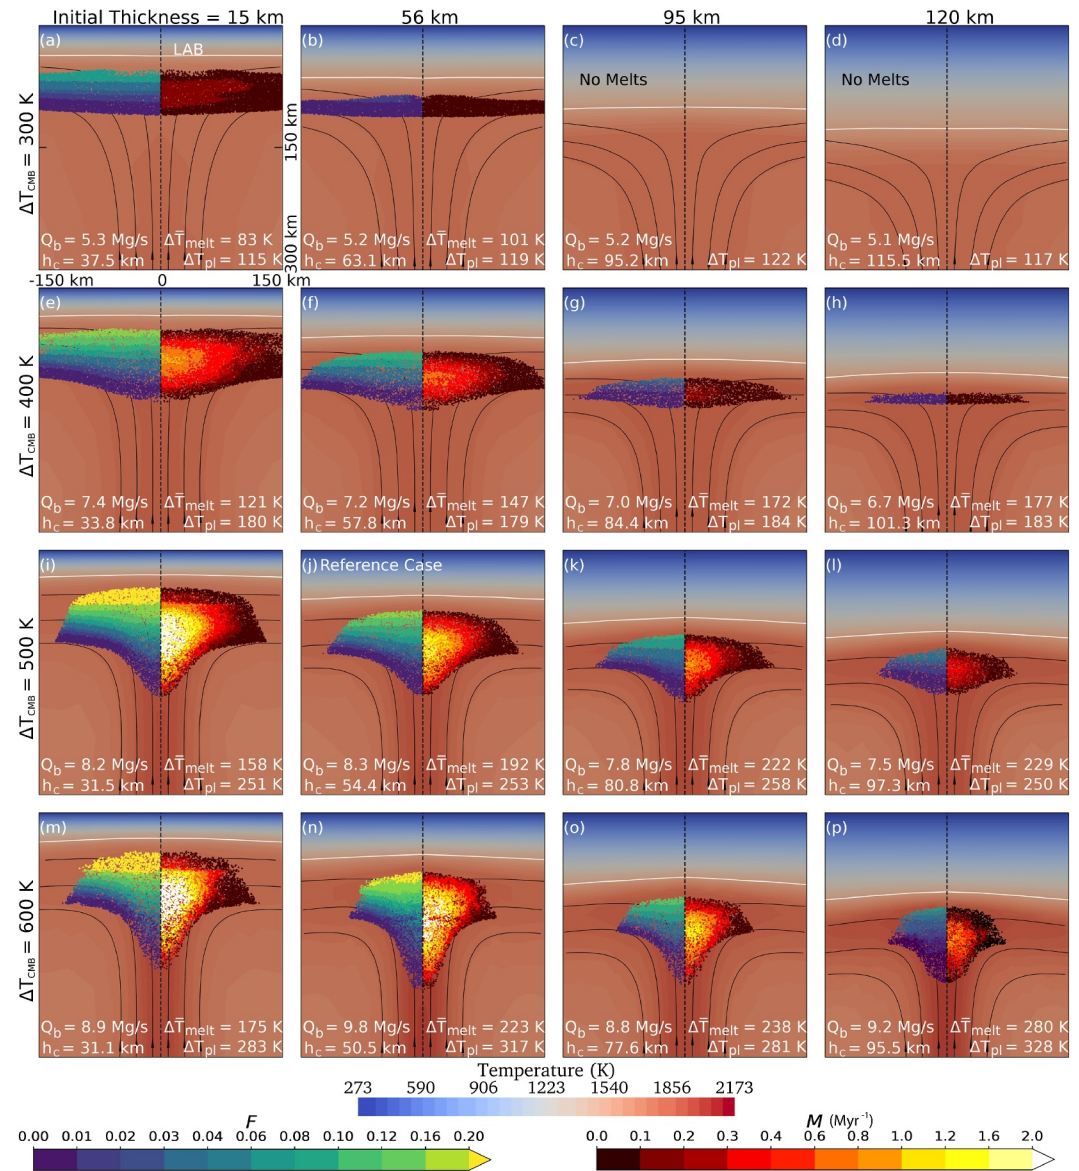 Initial Thickness = 15 km
56 km
95 km
120 km
ΔT_CMB = 300 K
(a)
LAB
Q_b = 5.3 Mg/s ΔT̅_melt = 83 K
h_c = 37.5 km ΔT_pl = 115 K
-150 km 0 150 km
150 km
300 km
(b)
Q_b = 5.2 Mg/s ΔT̅_melt = 101 K
h_c = 63.1 km ΔT_pl = 119 K
(c)
No Melts
Q_b = 5.2 Mg/s
h_c = 95.2 km ΔT_pl = 122 K
(d)
No Melts
Q_b = 5.1 Mg/s
h_c = 115.5 km ΔT_pl = 117 K
ΔT_CMB = 400 K
(e)
Q_b = 7.4 Mg/s ΔT̅_melt = 121 K
h_c = 33.8 km ΔT_pl = 180 K
(f)
Q_b = 7.2 Mg/s ΔT̅_melt = 147 K
h_c = 57.8 km ΔT_pl = 179 K
(g)
Q_b = 7.0 Mg/s ΔT̅_melt = 172 K
h_c = 84.4 km ΔT_pl = 184 K
(h)
Q_b = 6.7 Mg/s ΔT̅_melt = 177 K
h_c = 101.3 km ΔT_pl = 183 K
ΔT_CMB = 500 K
(i)
Q_b = 8.2 Mg/s ΔT̅_melt = 158 K
h_c = 31.5 km ΔT_pl = 251 K
(j) Reference Case
Q_b = 8.3 Mg/s ΔT̅_melt = 192 K
h_c = 54.4 km ΔT_pl = 253 K
(k)
Q_b = 7.8 Mg/s ΔT̅_melt = 222 K
h_c = 80.8 km ΔT_pl = 258 K
(l)
Q_b = 7.5 Mg/s ΔT̅_melt = 229 K
h_c = 97.3 km ΔT_pl = 250 K
ΔT_CMB = 600 K
(m)
Q_b = 8.9 Mg/s ΔT̅_melt = 175 K
h_c = 31.1 km ΔT_pl = 283 K
(n)
Q_b = 9.8 Mg/s ΔT̅_melt = 223 K
h_c = 50.5 km ΔT_pl = 317 K
(o)
Q_b = 8.8 Mg/s ΔT̅_melt = 238 K
h_c = 77.6 km ΔT_pl = 281 K
(p)
Q_b = 9.2 Mg/s ΔT̅_melt = 280 K
h_c = 95.5 km ΔT_pl = 328 K
Temperature (K)
273 590 906 1223 1540 1856 2173
F
0.00 0.01 0.02 0.04 0.06 0.08 0.10 0.12 0.16 0.20
M (Myr⁻¹)
0.0 0.1 0.2 0.3 0.4 0.6 0.8 1.0 1.2 1.6 2.0